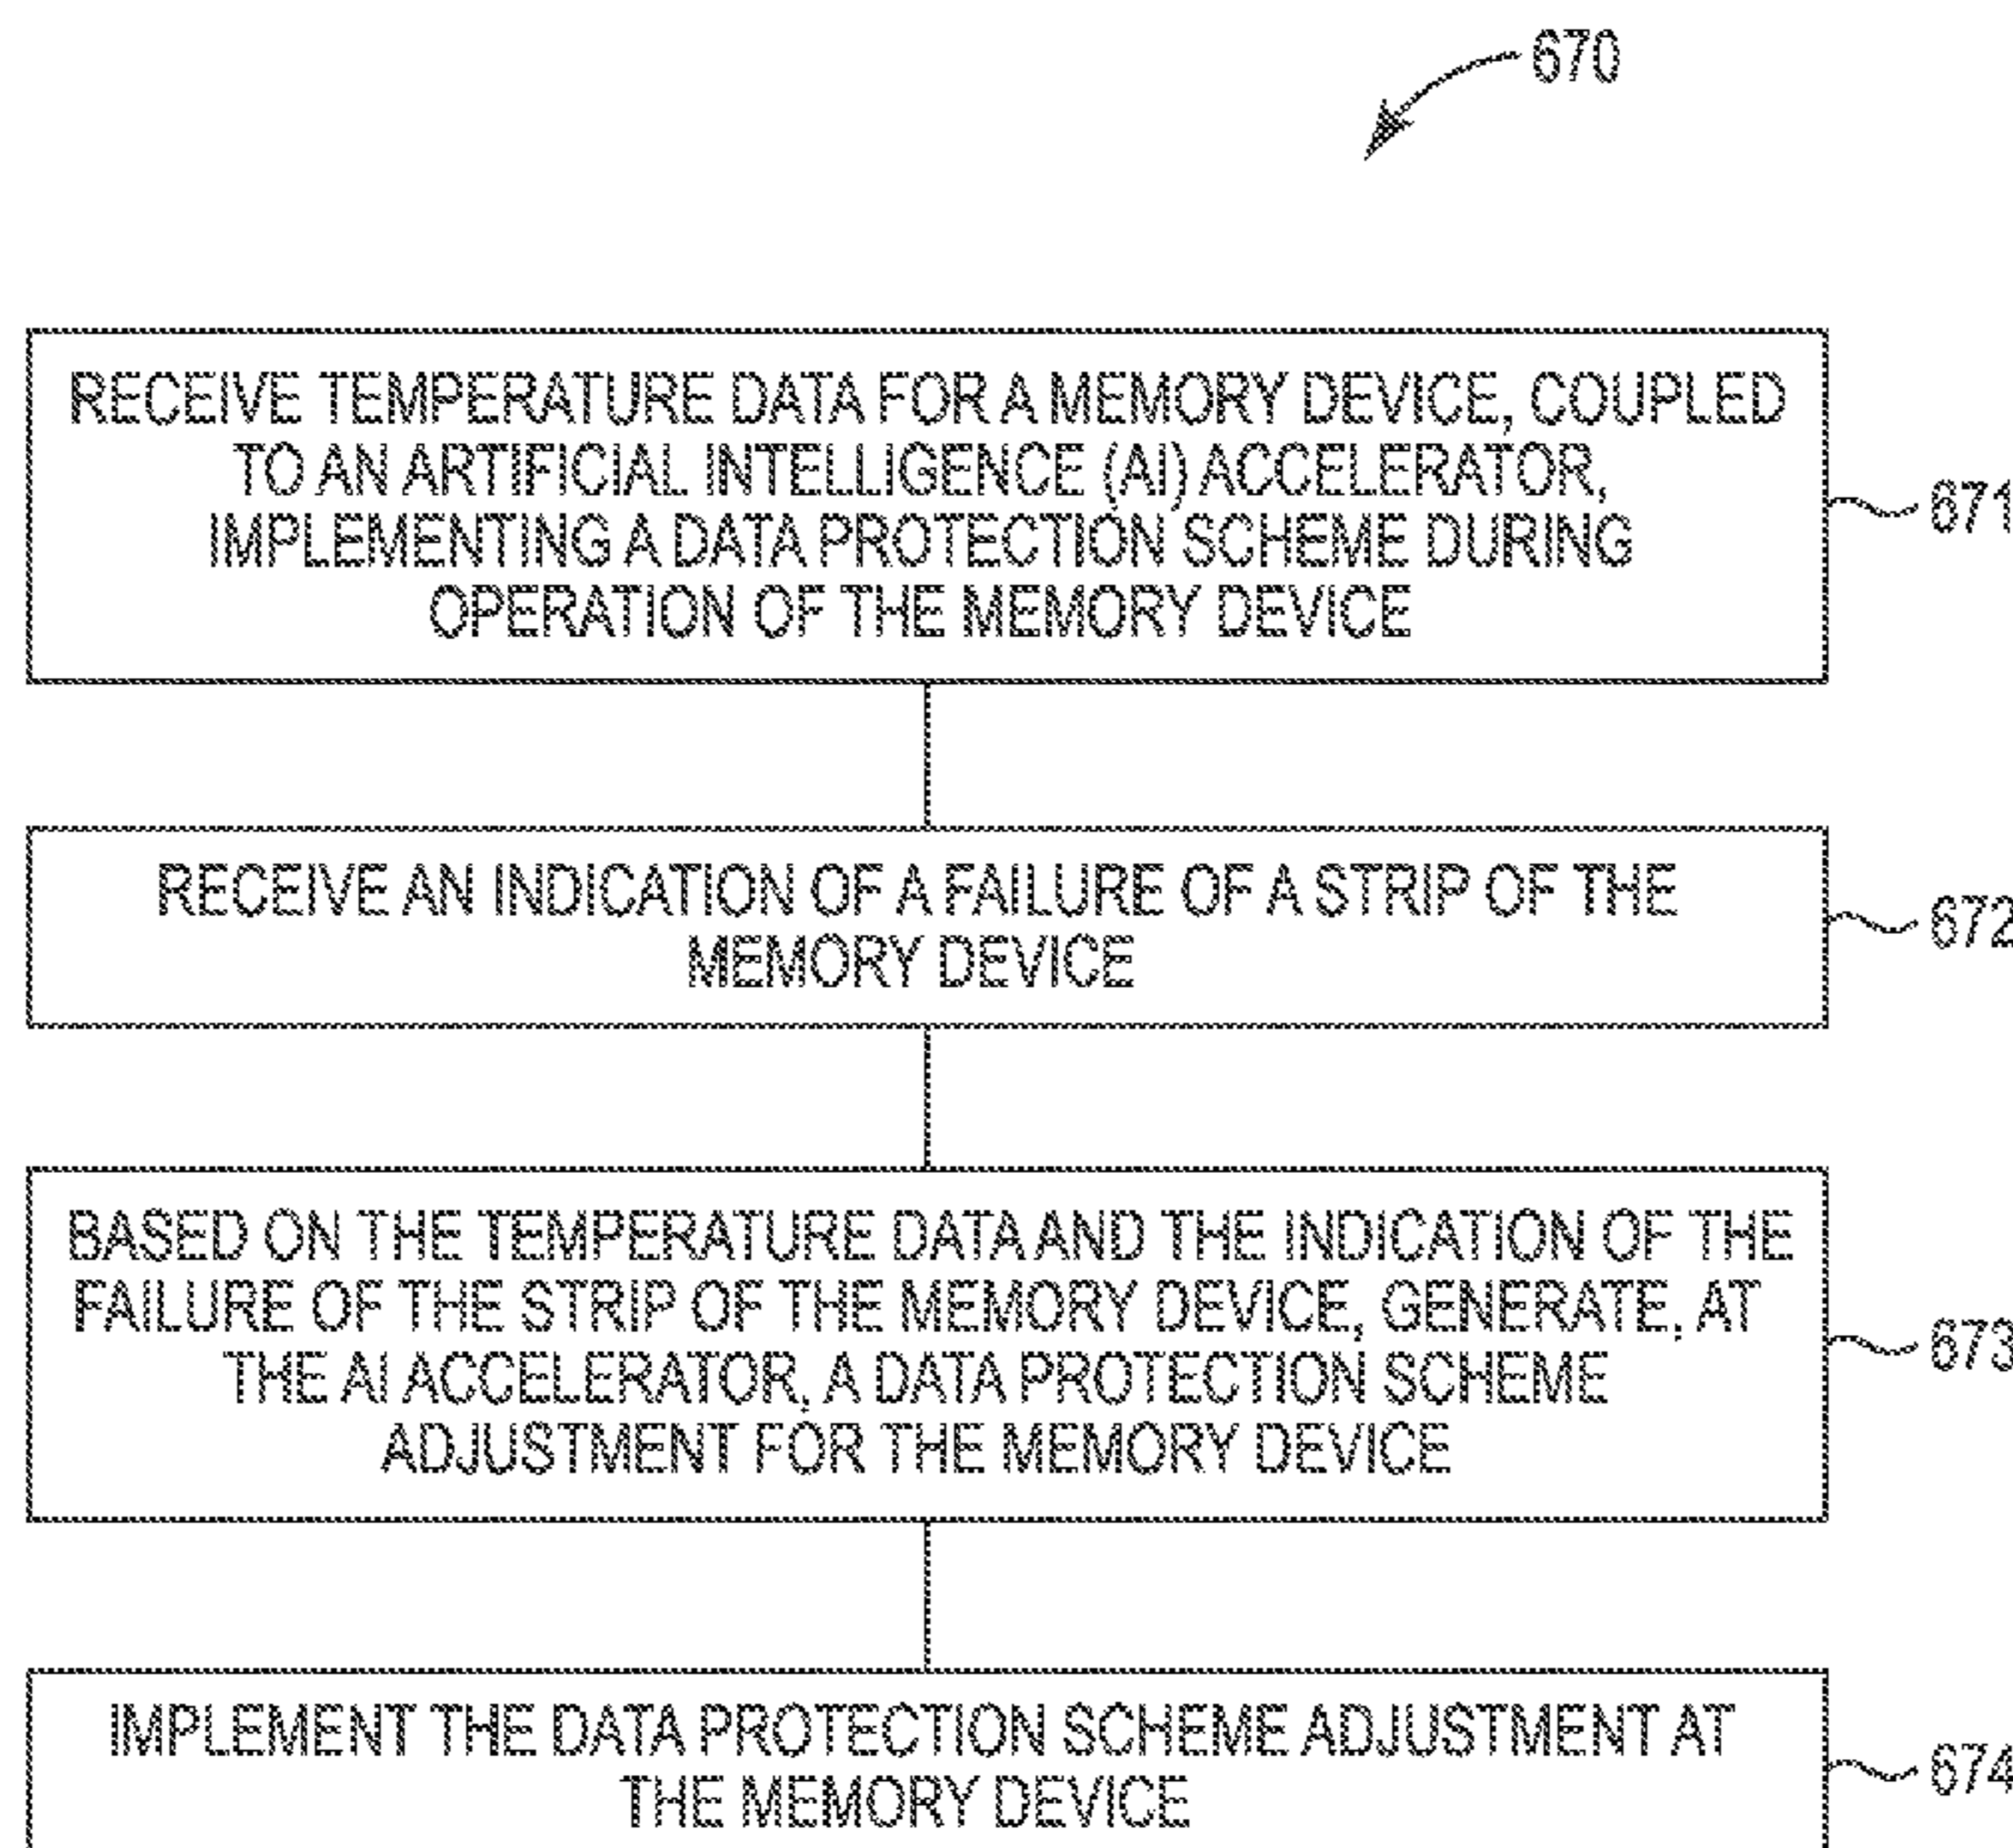 670
RECEIVE TEMPERATURE DATA FOR A MEMORY DEVICE, COUPLED
TO AN ARTIFICIAL INTELLIGENCE (AI) ACCELERATOR,
IMPLEMENTING A DATA PROTECTION SCHEME DURING
OPERATION OF THE MEMORY DEVICE
671
RECEIVE AN INDICATION OF A FAILURE OF A STRIP OF THE
MEMORY DEVICE
672
BASED ON THE TEMPERATURE DATA AND THE INDICATION OF THE
FAILURE OF THE STRIP OF THE MEMORY DEVICE, GENERATE, AT
THE AI ACCELERATOR, A DATA PROTECTION SCHEME
ADJUSTMENT FOR THE MEMORY DEVICE
673
IMPLEMENT THE DATA PROTECTION SCHEME ADJUSTMENT AT
THE MEMORY DEVICE
674